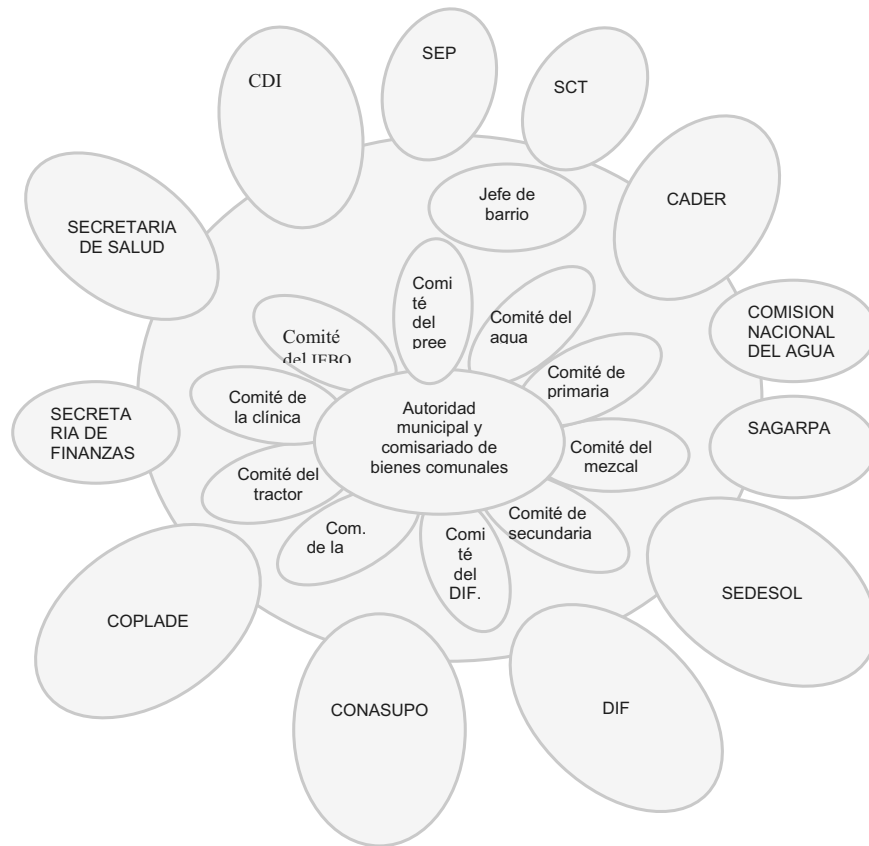 SEP
CDI
SCT
Jefe de
barrio
CADER
SECRETARIA
DE SALUD
Comi
té
del
pree
Comité del
agua
COMISION
NACIONAL
DEL AGUA
Comité
del IEBO
Comité de
primaria
Comité de
la clínica
Autoridad
municipal y
comisariado de
bienes comunales
SECRETA
RIA DE
FINANZAS
SAGARPA
Comité del
mezcal
Comité del
tractor
Com.
de la
Comi
té
del
DIF.
Comité de
secundaria
SEDESOL
COPLADE
CONASUPO
DIF